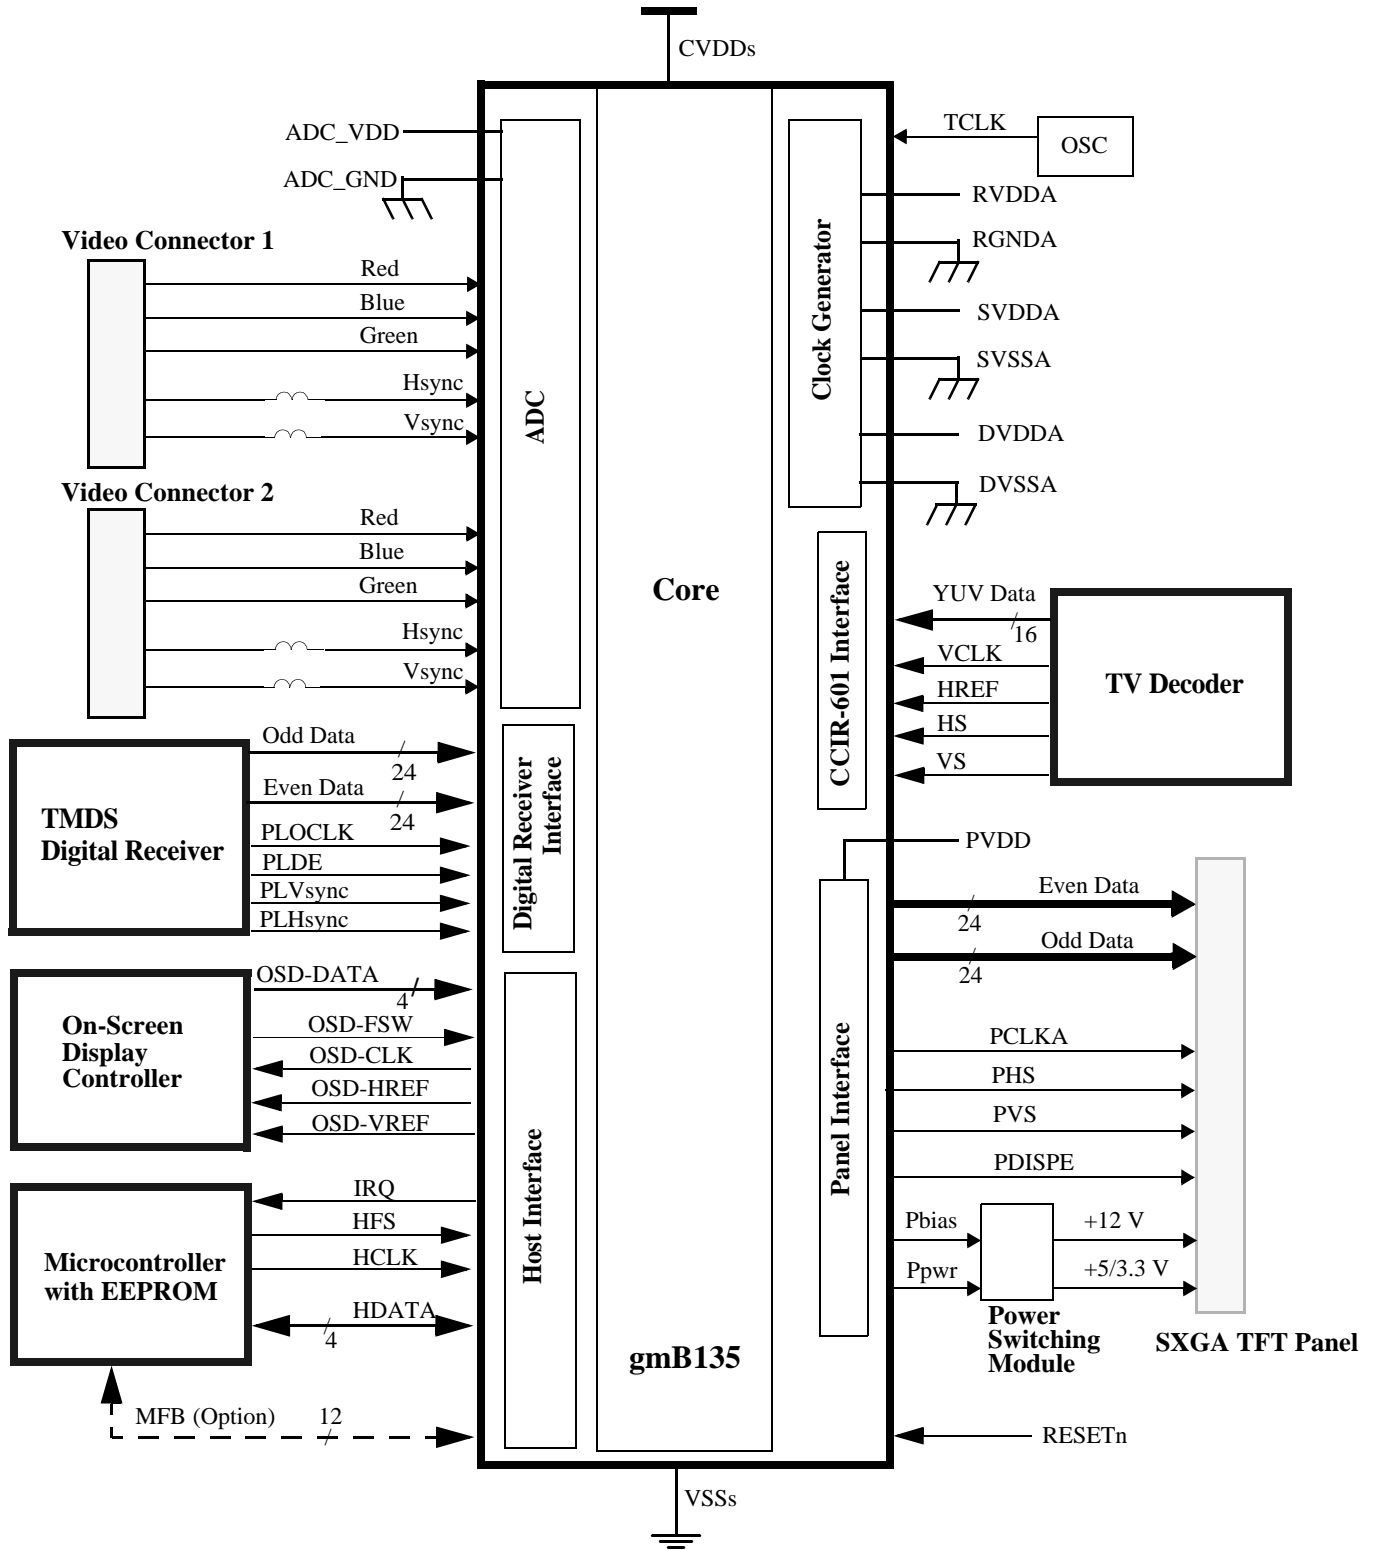 CVDDs
ADC_VDD
ADC_GND
Video Connector 1
Red
Blue
Green
Hsync
Vsync
Video Connector 2
Red
Blue
Green
Hsync
Vsync
TMDS
Digital Receiver
Odd Data
24
Even Data
24
PLOCLK
PLDE
PLVsync
PLHsync
On-Screen
Display
Controller
OSD-DATA
4
OSD-FSW
OSD-CLK
OSD-HREF
OSD-VREF
Microcontroller
with EEPROM
IRQ
HFS
HCLK
HDATA
4
MFB (Option)
12
ADC
Digital Receiver
Interface
Host Interface
Core
gmB135
Clock Generator
CCIR-601 Interface
Panel Interface
TCLK
OSC
RVDDA
RGNDA
SVDDA
SVSSA
DVDDA
DVSSA
YUV Data
16
VCLK
HREF
HS
VS
TV Decoder
PVDD
Even Data
24
Odd Data
24
PCLKA
PHS
PVS
PDISPE
Pbias
Ppwr
+12 V
+5/3.3 V
Power
Switching
Module
SXGA TFT Panel
RESETn
VSSs